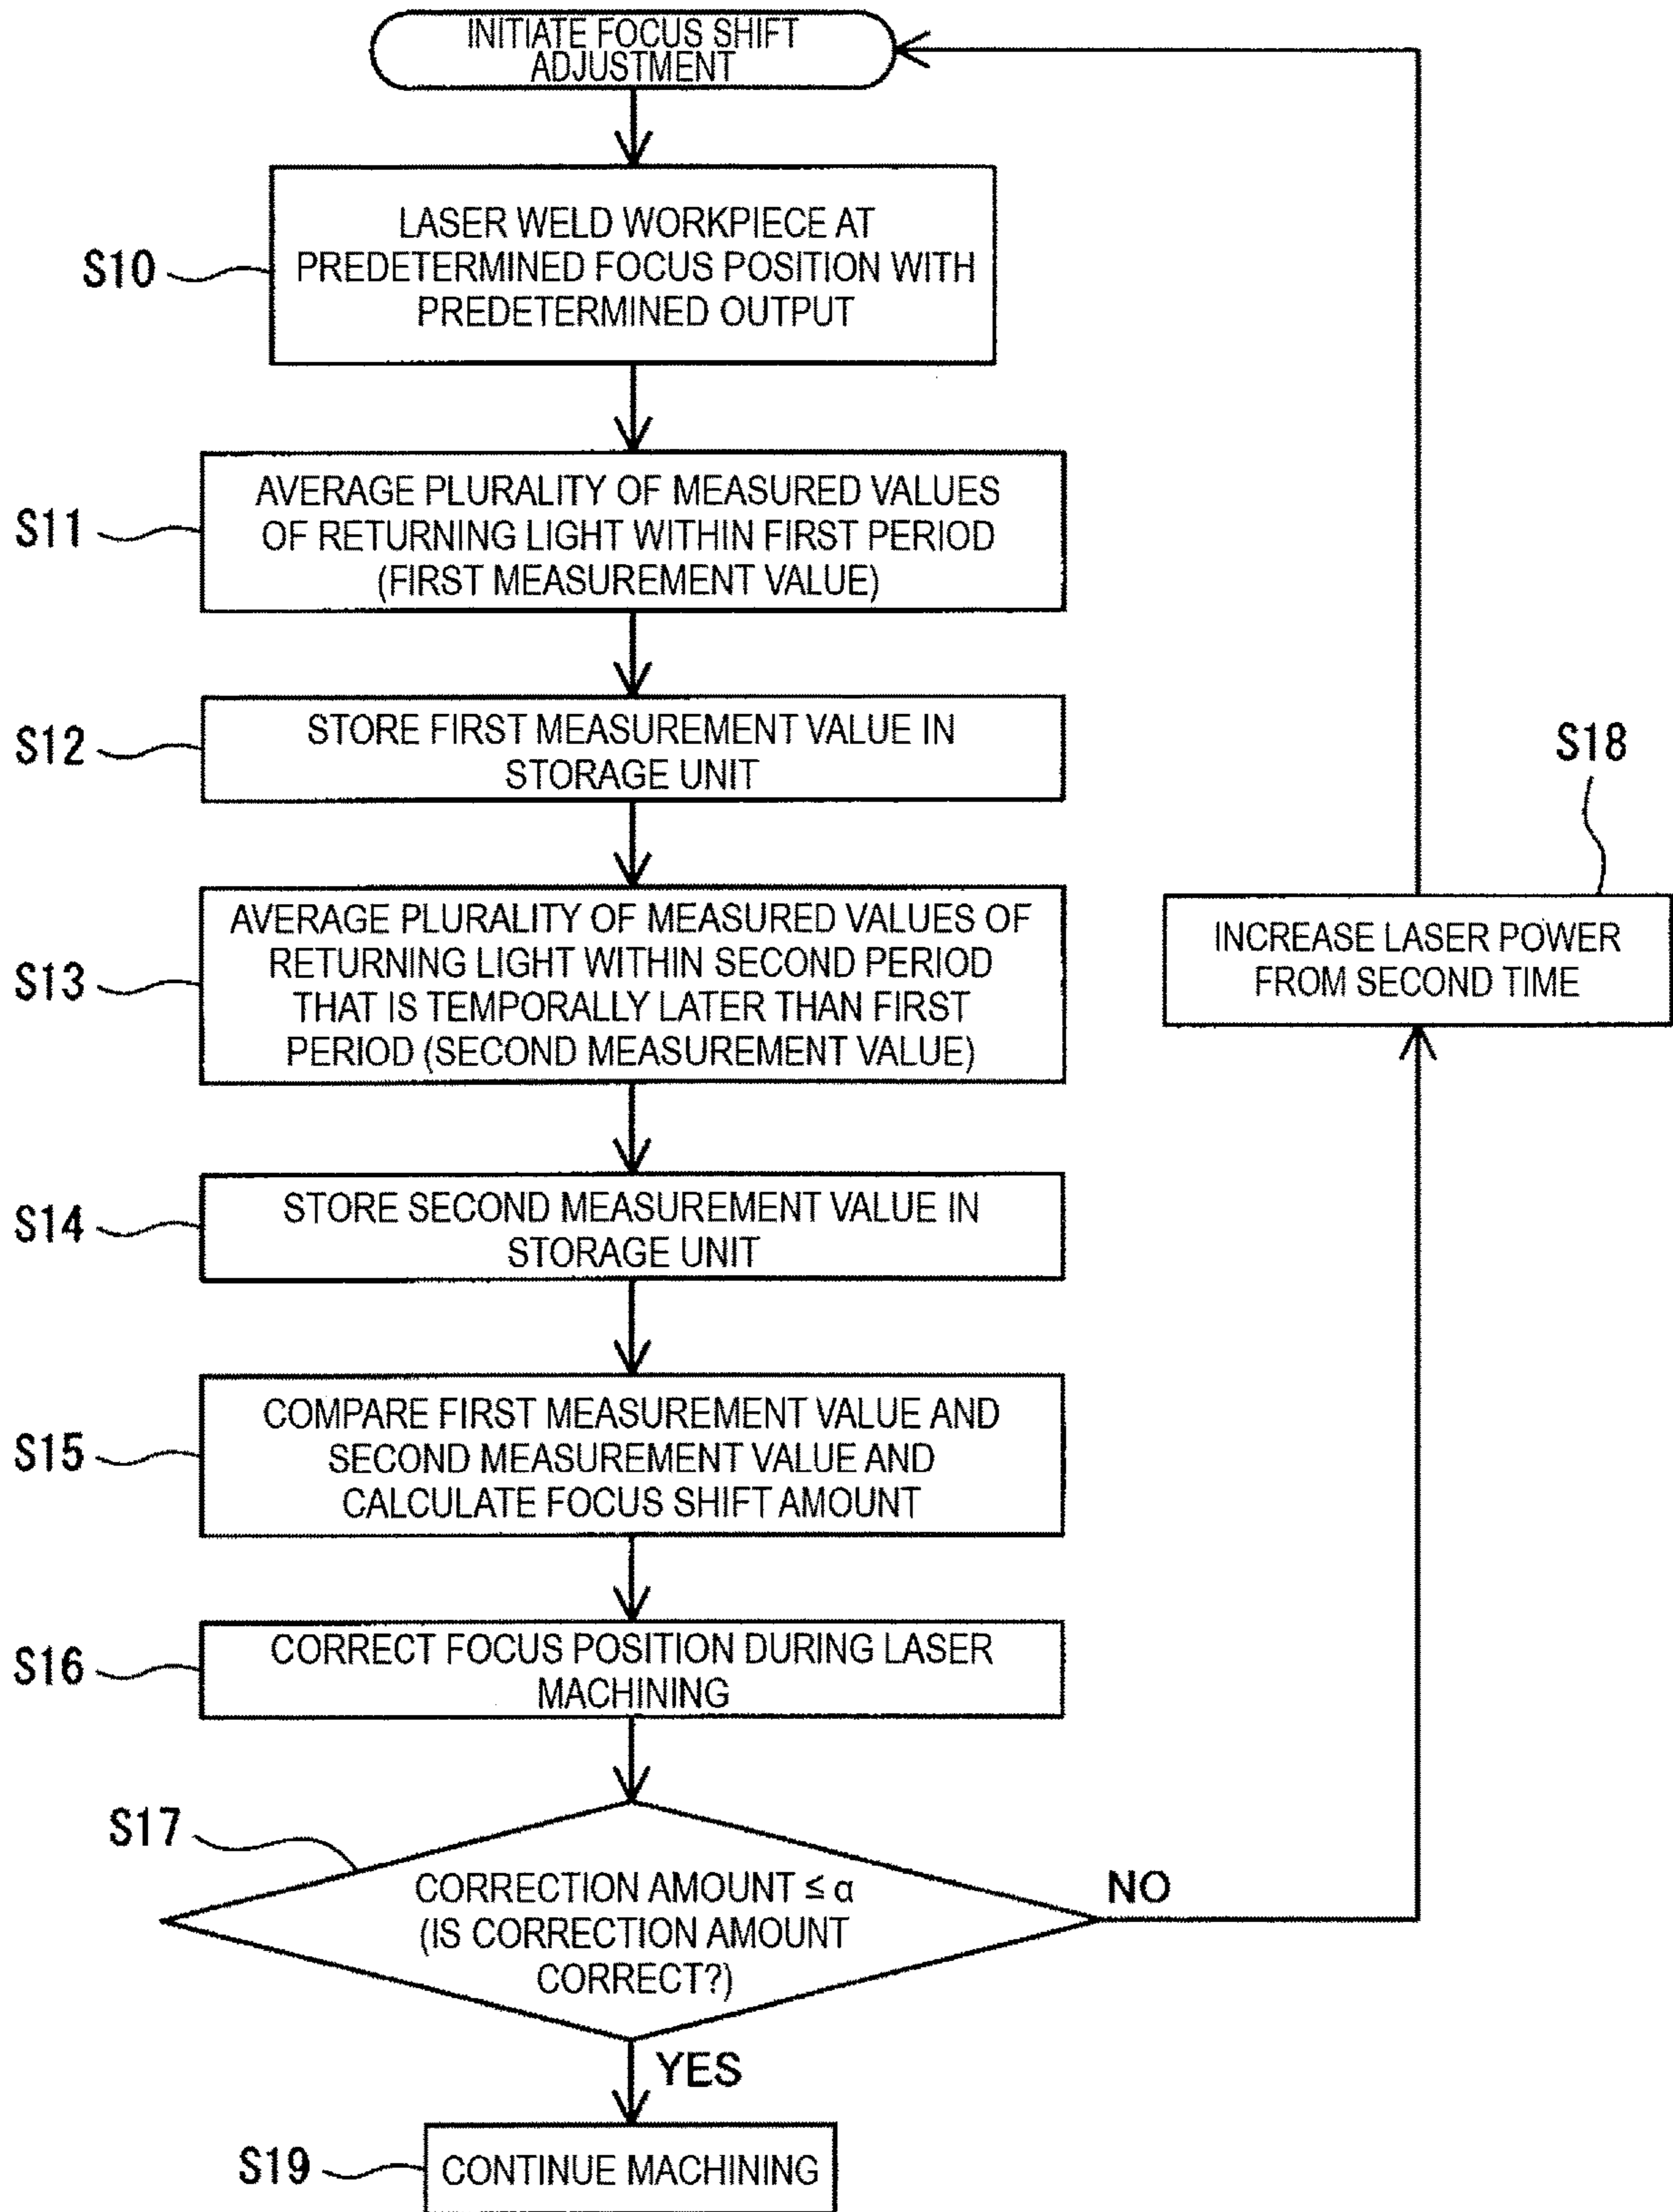 INITIATE FOCUS SHIFT
ADJUSTMENT
S10
LASER WELD WORKPIECE AT
PREDETERMINED FOCUS POSITION WITH
PREDETERMINED OUTPUT
S11
AVERAGE PLURALITY OF MEASURED VALUES
OF RETURNING LIGHT WITHIN FIRST PERIOD
(FIRST MEASUREMENT VALUE)
S12
STORE FIRST MEASUREMENT VALUE IN
STORAGE UNIT
S13
AVERAGE PLURALITY OF MEASURED VALUES OF
RETURNING LIGHT WITHIN SECOND PERIOD
THAT IS TEMPORALLY LATER THAN FIRST
PERIOD (SECOND MEASUREMENT VALUE)
S14
STORE SECOND MEASUREMENT VALUE IN
STORAGE UNIT
S15
COMPARE FIRST MEASUREMENT VALUE AND
SECOND MEASUREMENT VALUE AND
CALCULATE FOCUS SHIFT AMOUNT
S16
CORRECT FOCUS POSITION DURING LASER
MACHINING
S17
CORRECTION AMOUNT ≤ α
(IS CORRECTION AMOUNT
CORRECT?)
NO
S18
INCREASE LASER POWER
FROM SECOND TIME
YES
S19
CONTINUE MACHINING